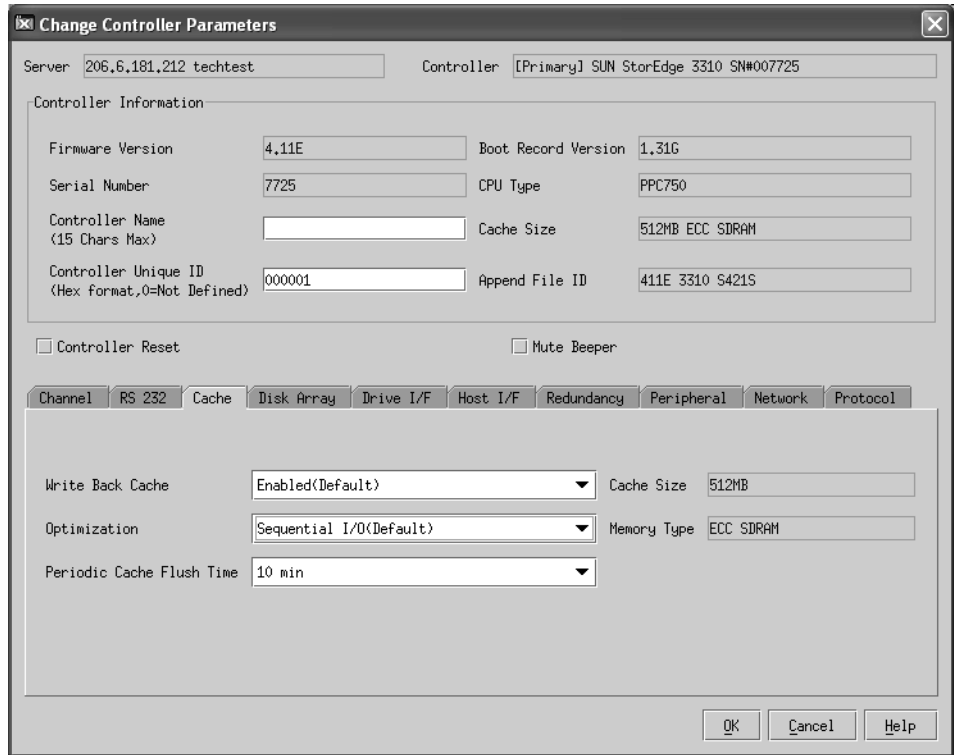 Change Controller Parameters
Server 206.6.181.212 techtest Controller [Primary] SUN StorEdge 3310 SN#007725
Controller Information
Firmware Version 4.11E Boot Record Version 1.31G
Serial Number 7725 CPU Type PPC750
Controller Name
(15 Chars Max) Cache Size 512MB ECC SDRAM
Controller Unique ID
(Hex format,0=Not Defined) 000001 Append File ID 411E 3310 S421S
Controller Reset Mute Beeper
Channel RS 232 Cache Disk Array Drive I/F Host I/F Redundancy Peripheral Network Protocol
Write Back Cache Enabled(Default) Cache Size 512MB
Optimization Sequential I/O(Default) Memory Type ECC SDRAM
Periodic Cache Flush Time 10 min
OK Cancel Help